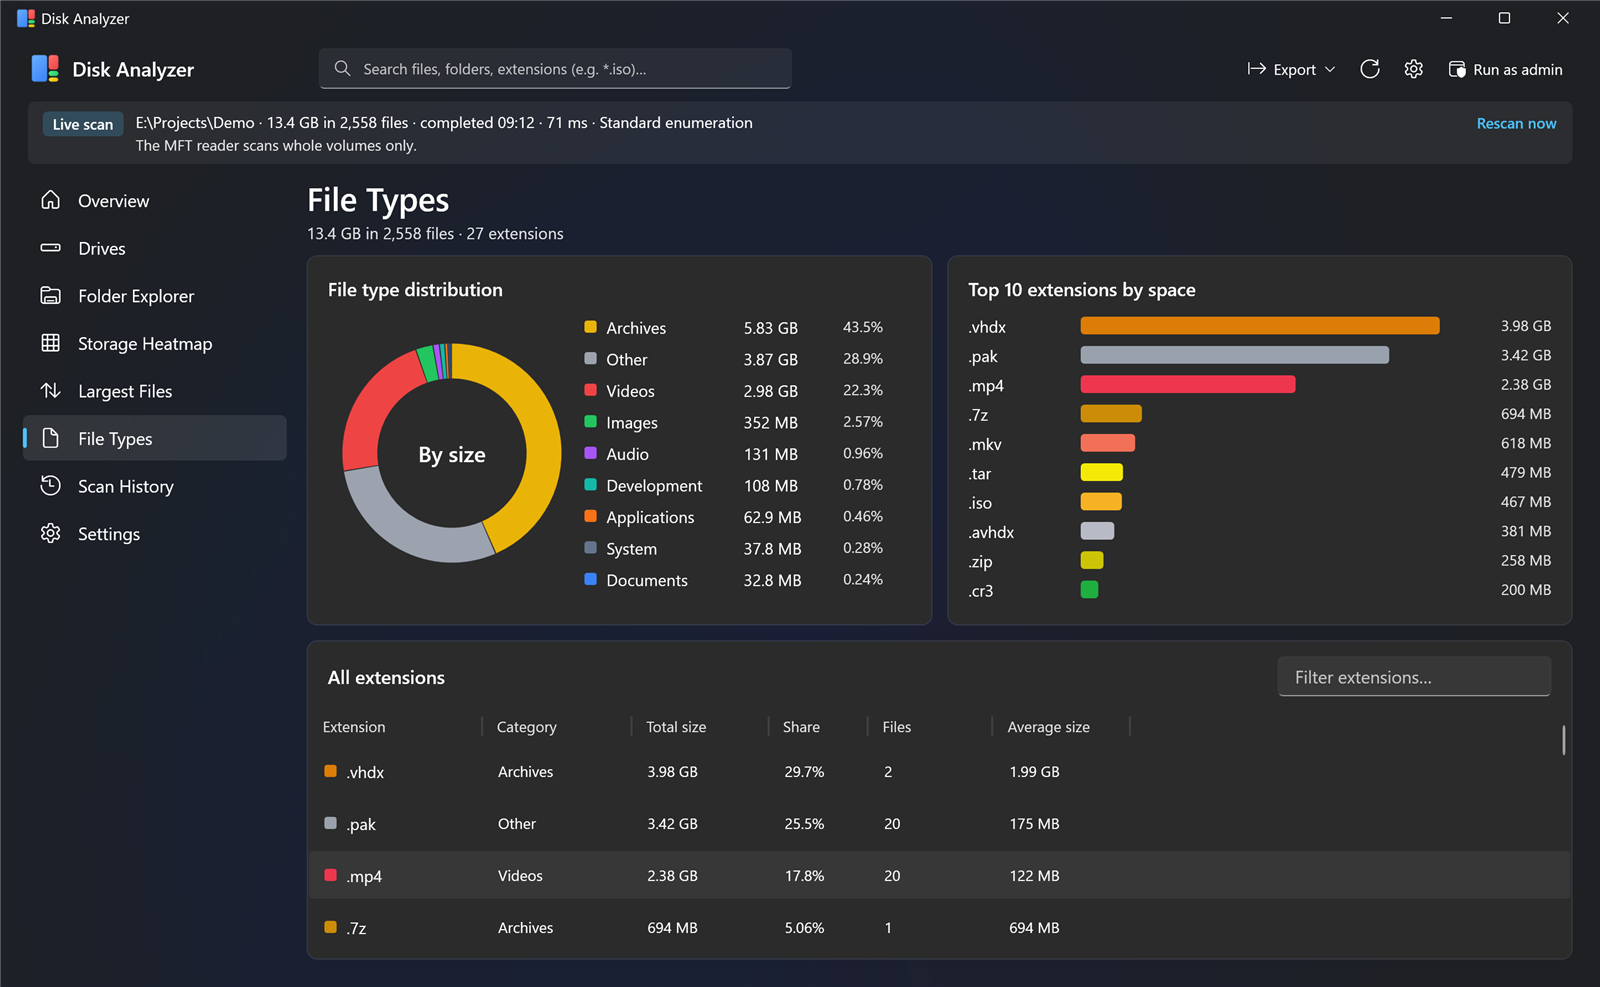 Disk Analyzer
Disk Analyzer
Search files, folders, extensions (e.g. *.iso)...
Export
Run as admin
Live scan
E:\Projects\Demo · 13.4 GB in 2,558 files · completed 09:12 · 71 ms · Standard enumeration
The MFT reader scans whole volumes only.
Rescan now
Overview
Drives
Folder Explorer
Storage Heatmap
Largest Files
File Types
Scan History
Settings
File Types
13.4 GB in 2,558 files · 27 extensions
File type distribution
By size
Archives 5.83 GB 43.5%
Other 3.87 GB 28.9%
Videos 2.98 GB 22.3%
Images 352 MB 2.57%
Audio 131 MB 0.96%
Development 108 MB 0.78%
Applications 62.9 MB 0.46%
System 37.8 MB 0.28%
Documents 32.8 MB 0.24%
Top 10 extensions by space
.vhdx 3.98 GB
.pak 3.42 GB
.mp4 2.38 GB
.7z 694 MB
.mkv 618 MB
.tar 479 MB
.iso 467 MB
.avhdx 381 MB
.zip 258 MB
.cr3 200 MB
All extensions
Filter extensions...
Extension Category Total size Share Files Average size
.vhdx Archives 3.98 GB 29.7% 2 1.99 GB
.pak Other 3.42 GB 25.5% 20 175 MB
.mp4 Videos 2.38 GB 17.8% 20 122 MB
.7z Archives 694 MB 5.06% 1 694 MB